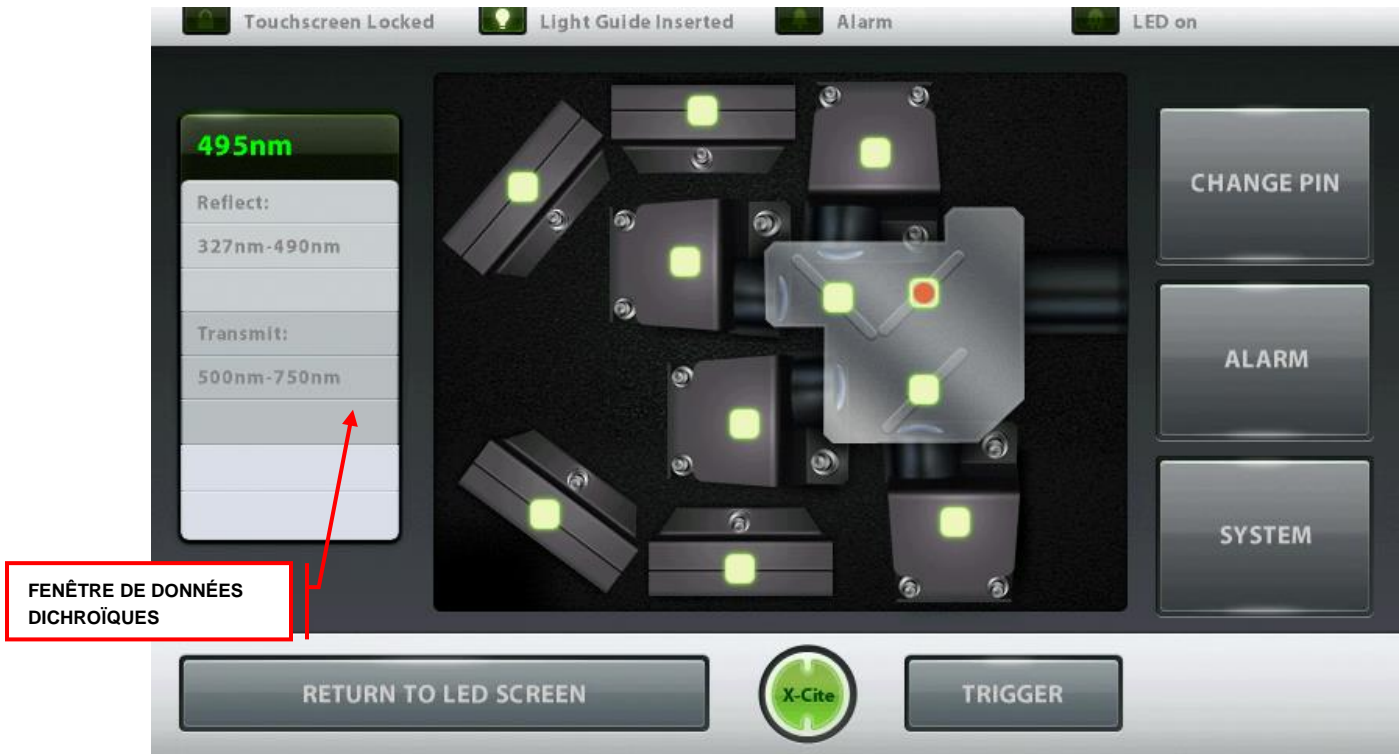 Touchscreen Locked
Light Guide Inserted
Alarm
LED on
495nm
Reflect:
327nm-490nm
Transmit:
500nm-750nm
CHANGE PIN
ALARM
SYSTEM
FENÊTRE DE DONNÉES
DICHROÏQUES
RETURN TO LED SCREEN
X-Cite
TRIGGER